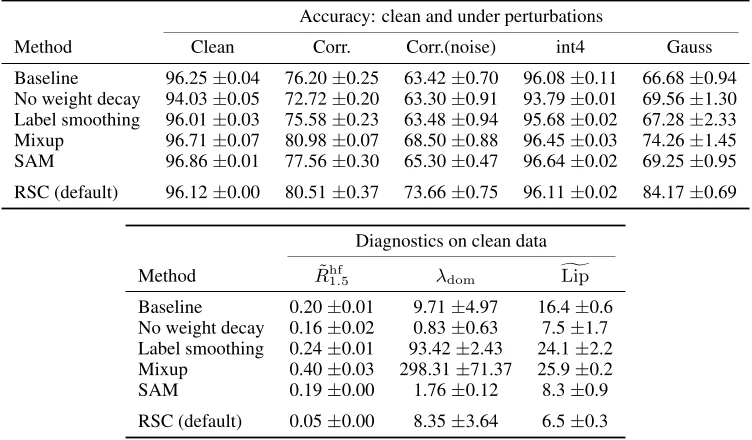 Accuracy: clean and under perturbations
Method Clean Corr. Corr.(noise) int4 Gauss
Baseline 96.25 ±0.04 76.20 ±0.25 63.42 ±0.70 96.08 ±0.11 66.68 ±0.94
No weight decay 94.03 ±0.05 72.72 ±0.20 63.30 ±0.91 93.79 ±0.01 69.56 ±1.30
Label smoothing 96.01 ±0.03 75.58 ±0.23 63.48 ±0.94 95.68 ±0.02 67.28 ±2.33
Mixup 96.71 ±0.07 80.98 ±0.07 68.50 ±0.88 96.45 ±0.03 74.26 ±1.45
SAM 96.86 ±0.01 77.56 ±0.30 65.30 ±0.47 96.64 ±0.02 69.25 ±0.95
RSC (default) 96.12 ±0.00 80.51 ±0.37 73.66 ±0.75 96.11 ±0.02 84.17 ±0.69
Diagnostics on clean data
Method R̃^hf_1.5 λ_dom L͠ip
Baseline 0.20 ±0.01 9.71 ±4.97 16.4 ±0.6
No weight decay 0.16 ±0.02 0.83 ±0.63 7.5 ±1.7
Label smoothing 0.24 ±0.01 93.42 ±2.43 24.1 ±2.2
Mixup 0.40 ±0.03 298.31 ±71.37 25.9 ±0.2
SAM 0.19 ±0.00 1.76 ±0.12 8.3 ±0.9
RSC (default) 0.05 ±0.00 8.35 ±3.64 6.5 ±0.3